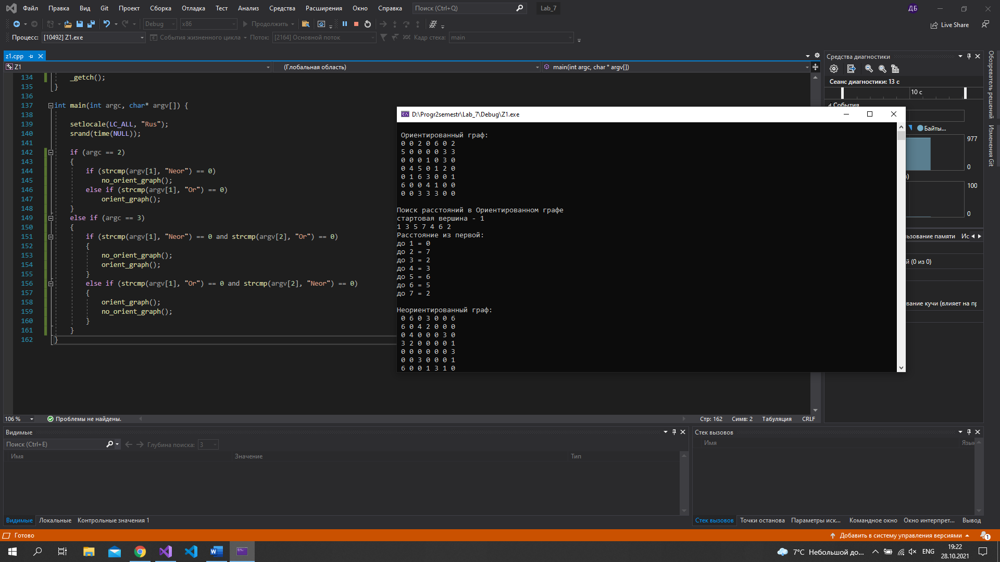 Файл Правка Вид Git Проект Сборка Отладка Тест Анализ Средства Расширения Окно Справка Поиск (Ctrl+Q) Lab_7 ДБ
Debug x86 Продолжить Live Share
Процесс: [10492] Z1.exe События жизненного цикла Поток: [2164] Основной поток Кадр стека: main
z1.cpp
Z1 (Глобальная область) main(int argc, char * argv[])
134 _getch();
135 }
136
137 int main(int argc, char* argv[]) {
138
139 setlocale(LC_ALL, "Rus");
140 srand(time(NULL));
141
142 if (argc == 2)
143 {
144 if (strcmp(argv[1], "Neor") == 0)
145 no_orient_graph();
146 else if (strcmp(argv[1], "Or") == 0)
147 orient_graph();
148 }
149 else if (argc == 3)
150 {
151 if (strcmp(argv[1], "Neor") == 0 and strcmp(argv[2], "Or") == 0)
152 {
153 no_orient_graph();
154 orient_graph();
155 }
156 else if (strcmp(argv[1], "Or") == 0 and strcmp(argv[2], "Neor") == 0)
157 {
158 orient_graph();
159 no_orient_graph();
160 }
161 }
162 }
D:\Progr2semestr\Lab_7\Debug\Z1.exe
Ориентированный граф:
0 0 2 0 6 0 2
5 0 0 0 0 3 3
0 0 0 1 0 3 0
0 4 5 0 1 2 0
0 1 6 3 0 0 1
6 0 0 4 1 0 0
0 0 3 3 3 0 0
Поиск расстояний в Ориентированном графе
стартовая вершина - 1
1 3 5 7 4 6 2
Расстояние из первой:
до 1 = 0
до 2 = 7
до 3 = 2
до 4 = 3
до 5 = 6
до 6 = 5
до 7 = 2
Неориентированный граф:
0 6 0 3 0 0 6
6 0 4 2 0 0 0
0 4 0 0 0 3 0
3 2 0 0 0 0 1
0 0 0 0 0 0 3
0 0 3 0 0 0 1
6 0 0 1 3 1 0
Средства диагностики
Сеанс диагностики: 13 с
10 с
События
Байты...
977
0
100
0
льзование памяти Ис
й (0 из 0)
вание кучи (влияет на пр
Обозреватель решений
Изменения Git
106 % Проблемы не найдены. Стр: 162 Симв: 2 Табуляция CRLF
Видимые
Поиск (Ctrl+E) Глубина поиска: 3
Имя Значение Тип
Видимые Локальные Контрольные значения 1
Стек вызовов
Имя Язык
Стек вызовов Точки останова Параметры иск... Командное окно Окно интерпрет... Вывод
Готово Добавить в систему управления версиями 1
7°C Небольшой до... ENG 19:22
28.10.2021